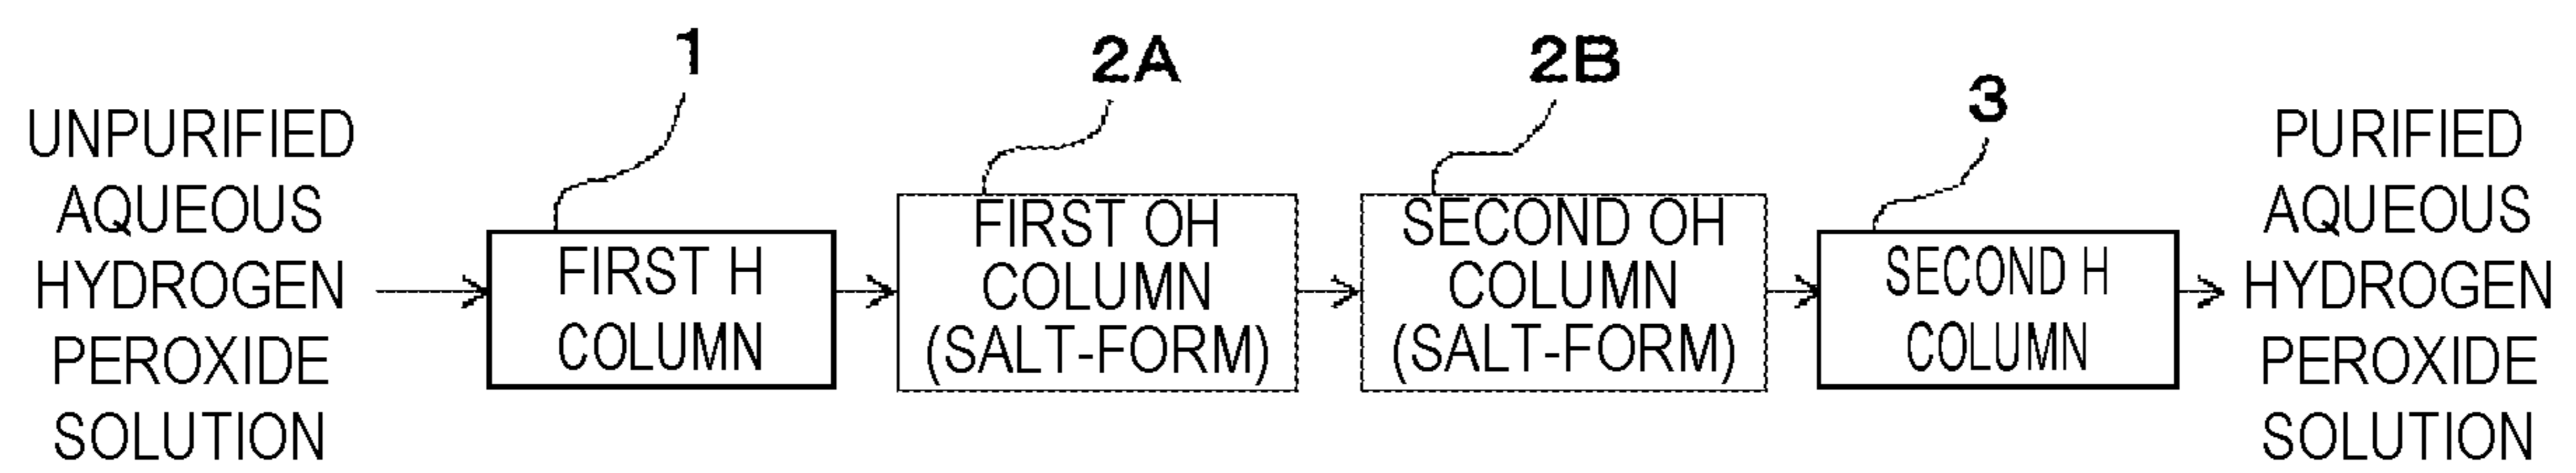 1
2A
2B
3
UNPURIFIED
AQUEOUS
HYDROGEN
PEROXIDE
SOLUTION
FIRST H
COLUMN
FIRST OH
COLUMN
(SALT-FORM)
SECOND OH
COLUMN
(SALT-FORM)
SECOND H
COLUMN
PURIFIED
AQUEOUS
HYDROGEN
PEROXIDE
SOLUTION